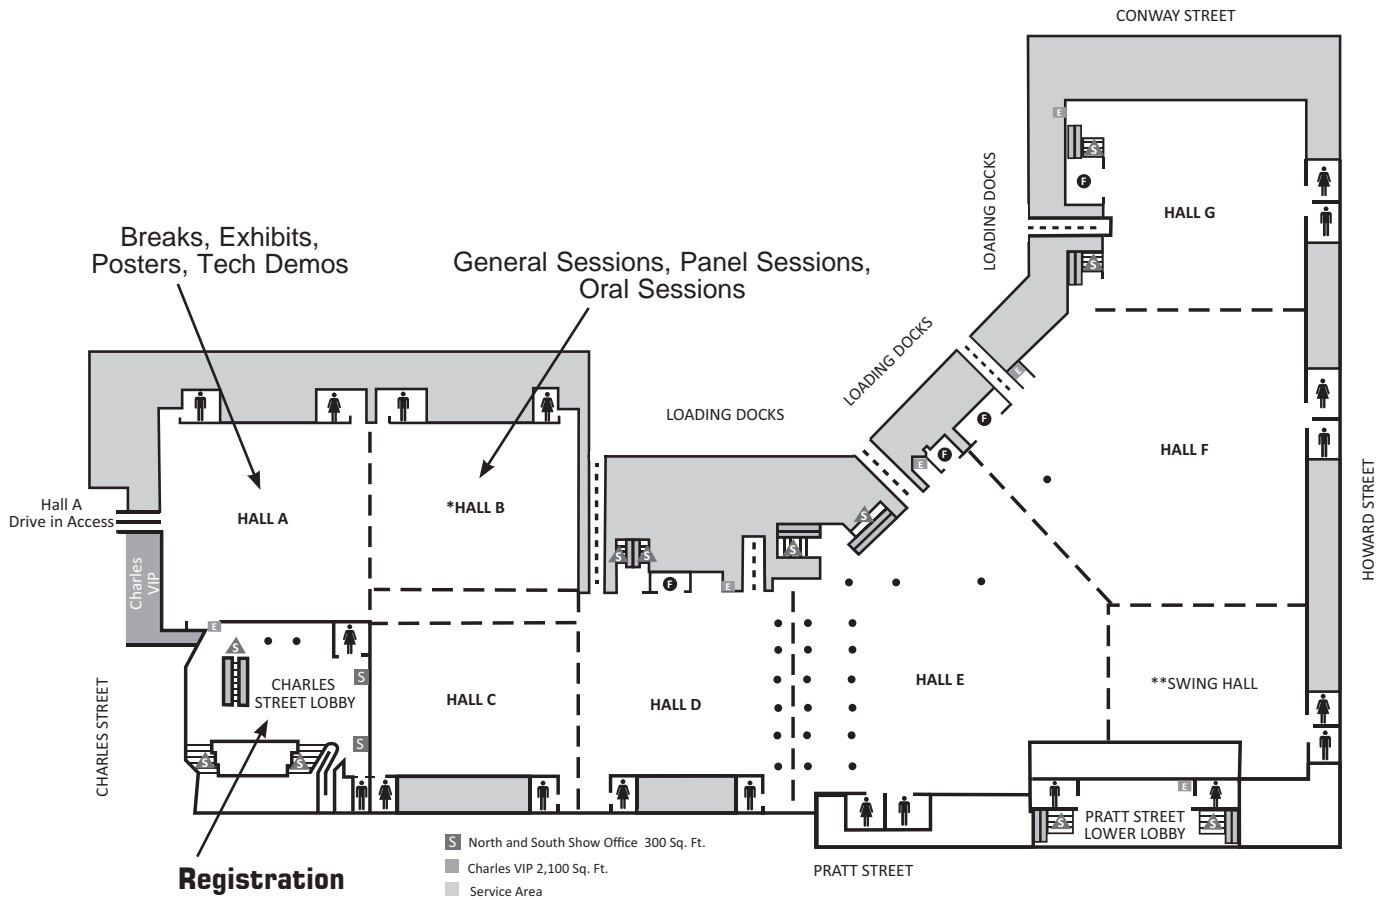 CONWAY STREET
E
S
LOADING DOCKS
F
HALL G
Breaks, Exhibits,
Posters, Tech Demos
General Sessions, Panel Sessions,
Oral Sessions
S
LOADING DOCKS
E
LOADING DOCKS
F
HALL F
F
E
Hall A
Drive in Access
HALL A
*HALL B
S
HOWARD STREET
Charles
VIP
S
S
S
F
E
E
S
S
CHARLES
STREET LOBBY
HALL C
HALL D
HALL E
**SWING HALL
CHARLES STREET
S
S
S
E
PRATT STREET
LOWER LOBBY
S
S
S North and South Show Office 300 Sq. Ft.
Charles VIP 2,100 Sq. Ft.
Service Area
PRATT STREET
Registration